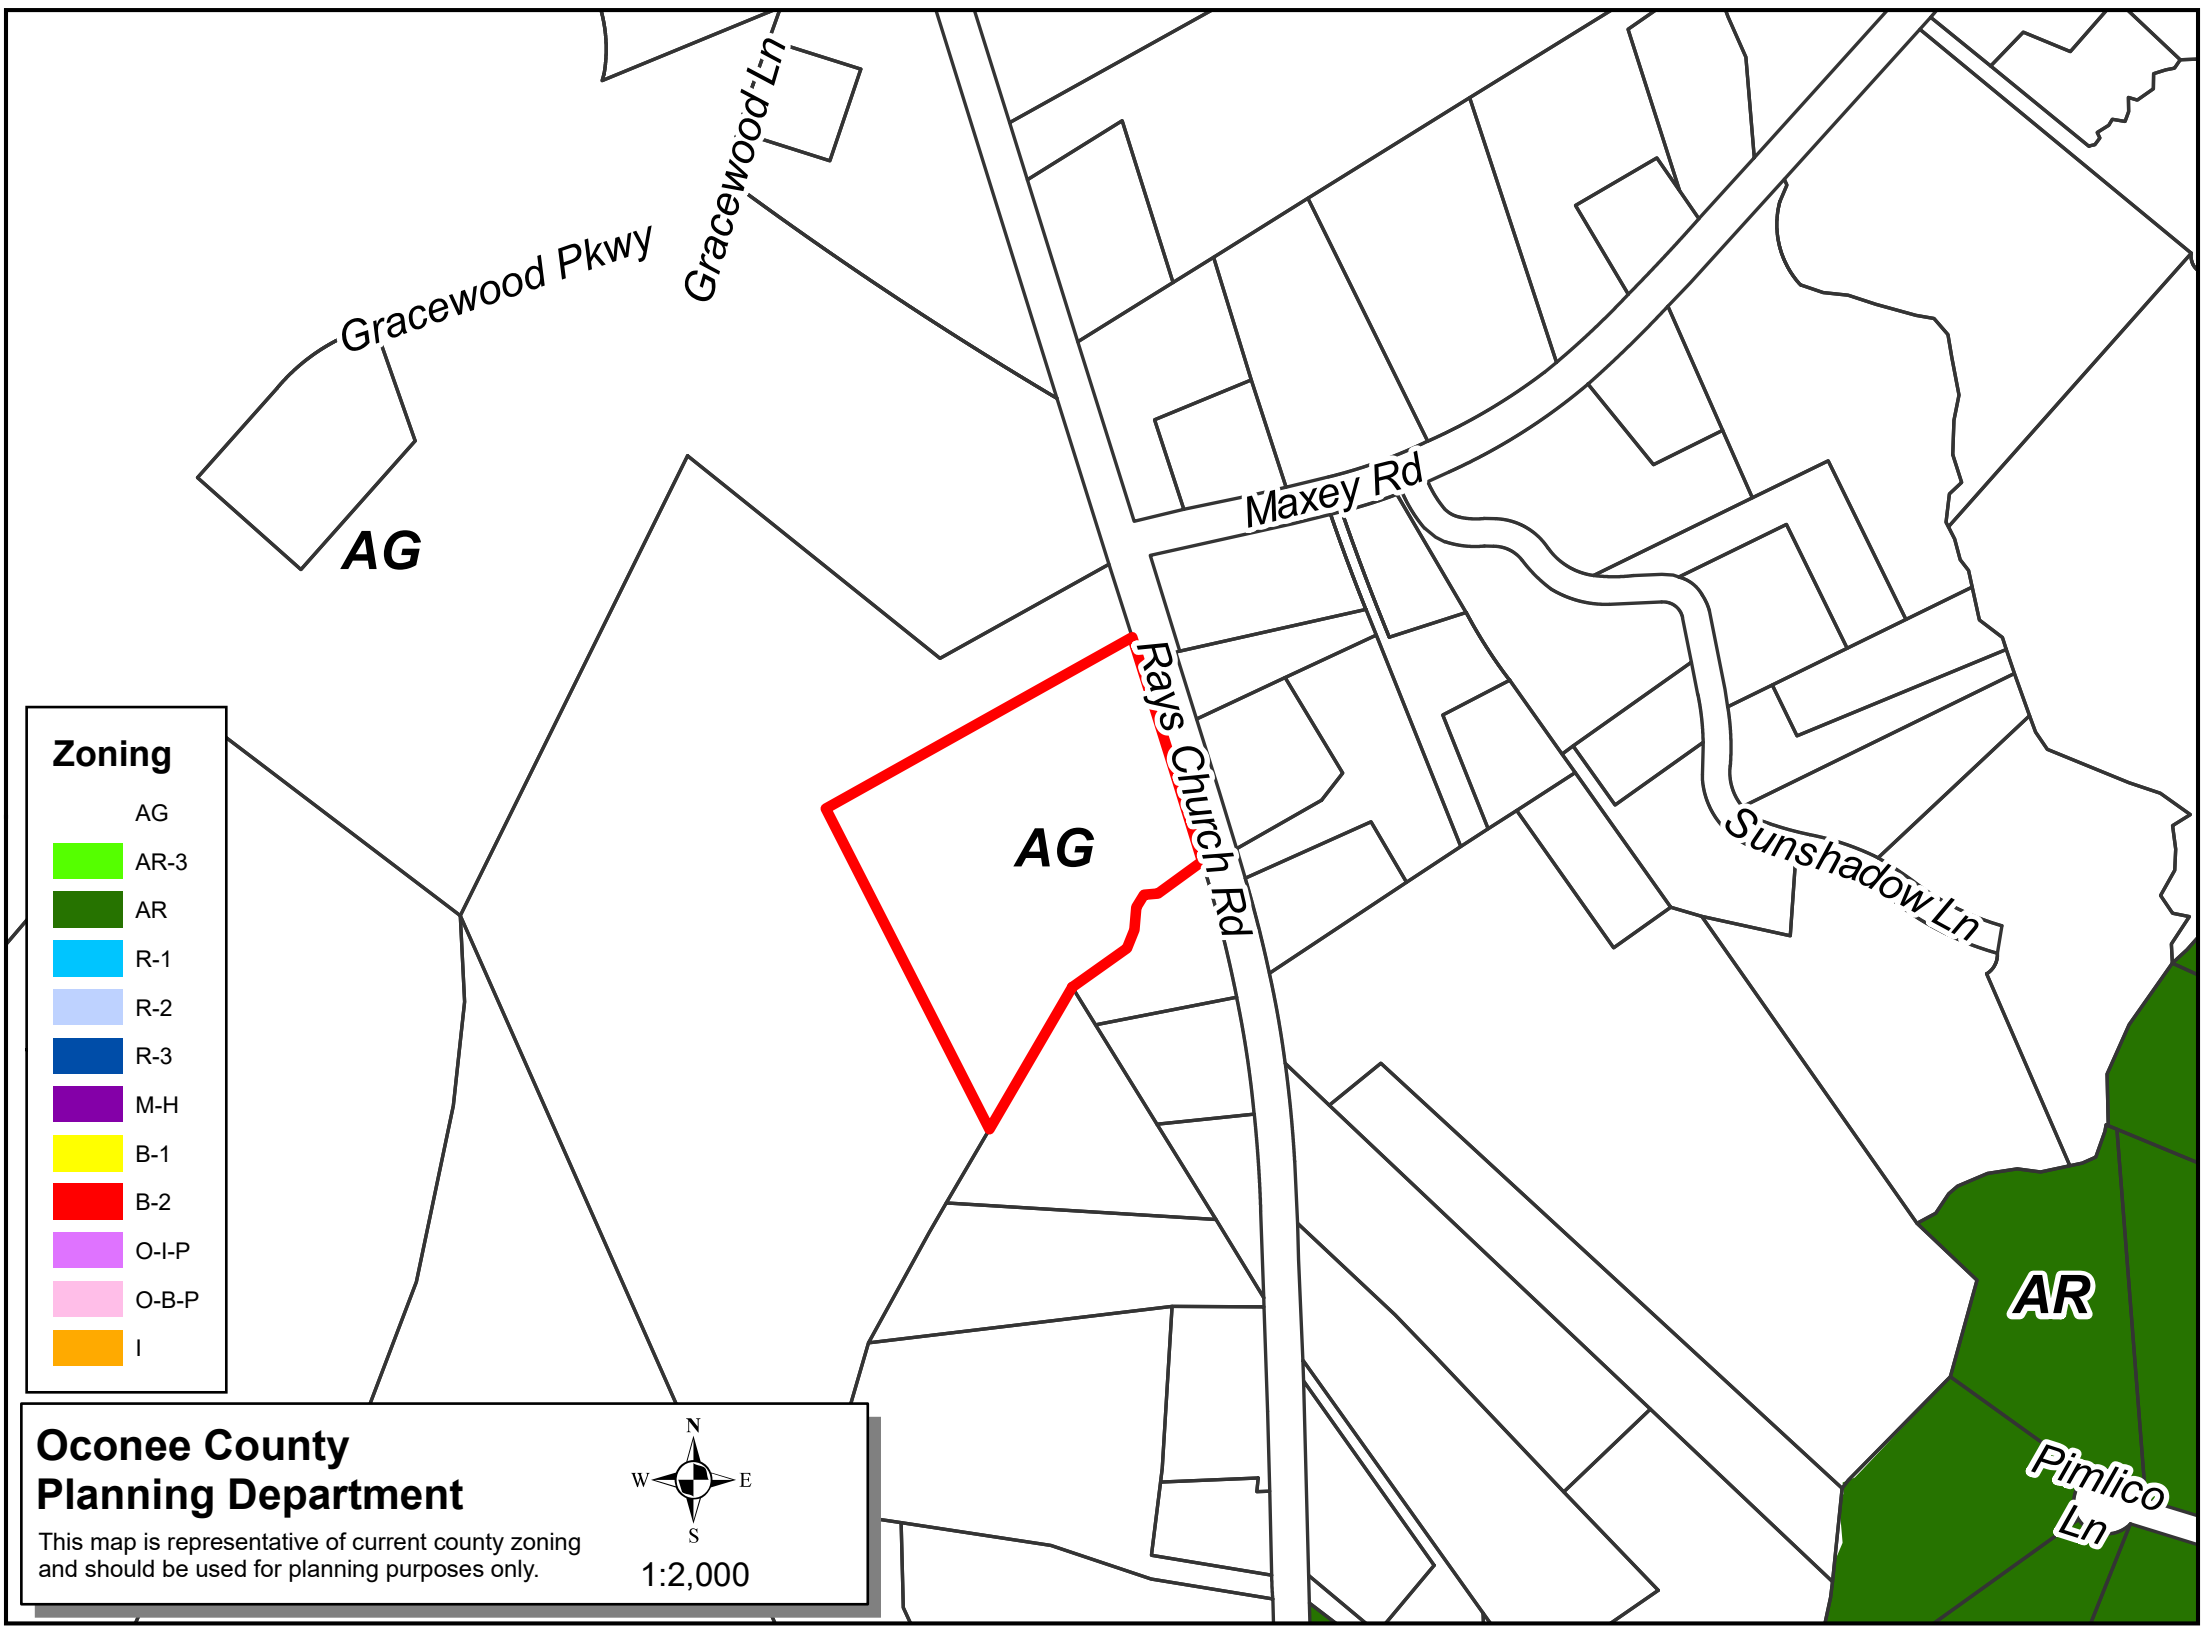 Gracewood Ln
Gracewood Pkwy
AG
Maxey Rd
Rays Church Rd
AG
Sunshadow Ln
AR
Pimlico
Ln
Zoning
AG
AR-3
AR
R-1
R-2
R-3
M-H
B-1
B-2
O-I-P
O-B-P
I
Oconee County
Planning Department
This map is representative of current county zoning
and should be used for planning purposes only.
N
W E
S
1:2,000